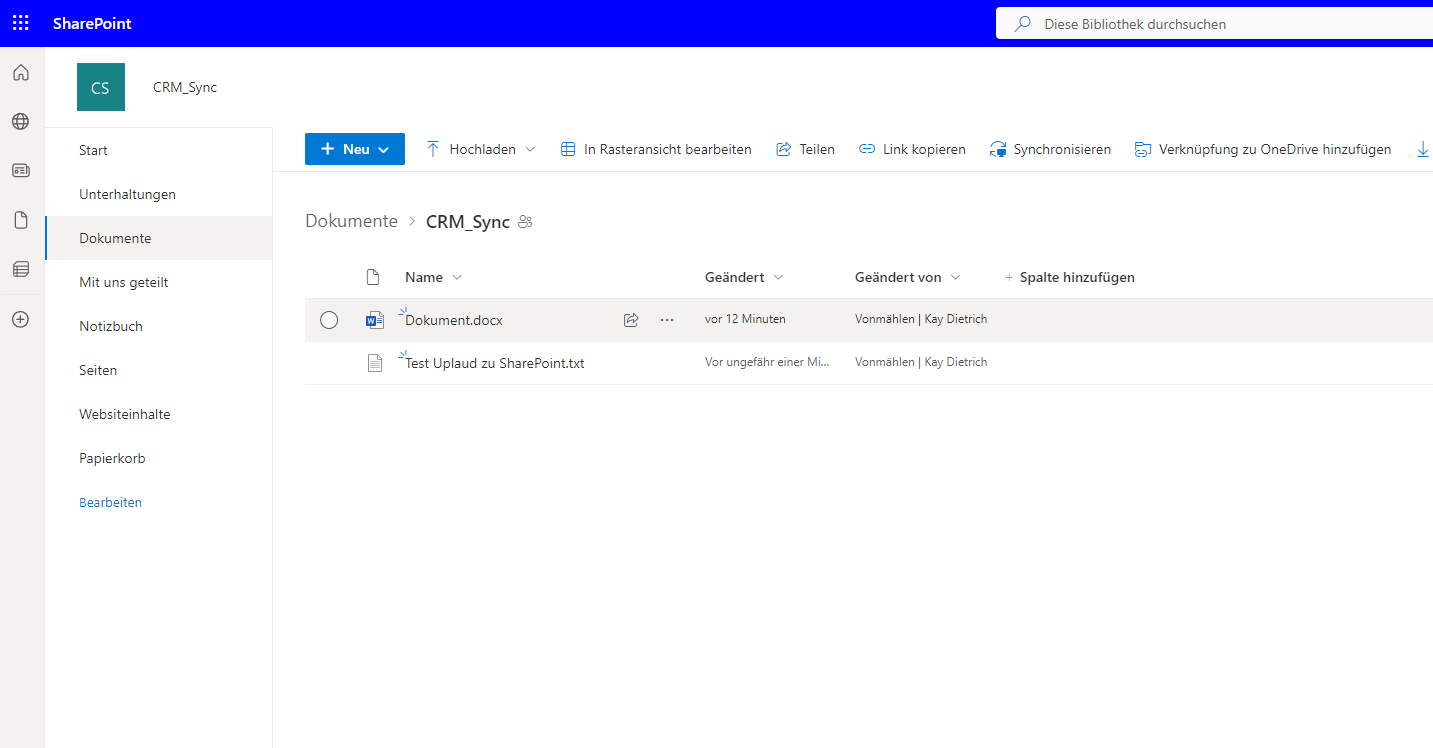 SharePoint
Diese Bibliothek durchsuchen
CS
CRM_Sync
Start
Unterhaltungen
Dokumente
Mit uns geteilt
Notizbuch
Seiten
Websiteinhalte
Papierkorb
Bearbeiten
Neu
Hochladen
In Rasteransicht bearbeiten
Teilen
Link kopieren
Synchronisieren
Verknüpfung zu OneDrive hinzufügen
Dokumente > CRM_Sync
Name
Geändert
Geändert von
+ Spalte hinzufügen
Dokument.docx
vor 12 Minuten
Vonmählen | Kay Dietrich
Test Uplaud zu SharePoint.txt
Vor ungefähr einer Mi...
Vonmählen | Kay Dietrich